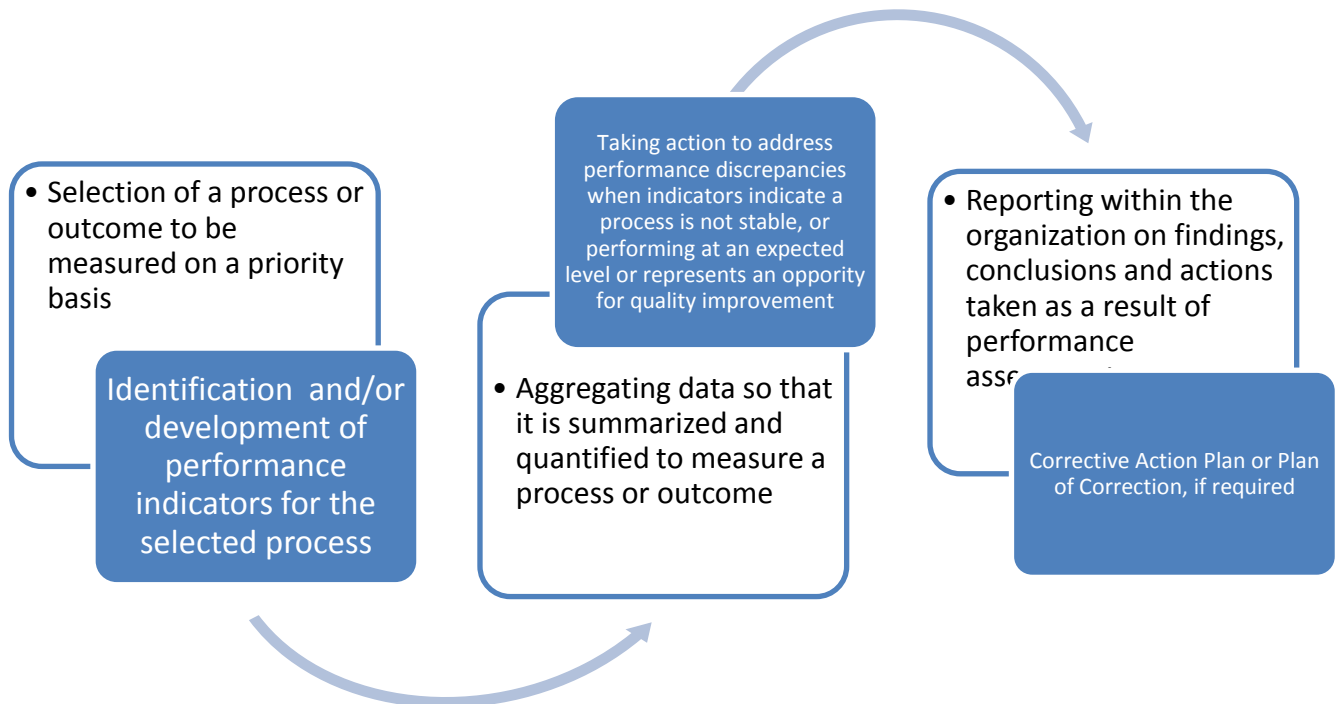 • Selection of a process or
outcome to be
measured on a priority
basis
Identification and/or
development of
performance
indicators for the
selected process
Taking action to address
performance discrepancies
when indicators indicate a
process is not stable, or
performing at an expected
level or represents an oppority
for quality improvement
• Aggregating data so that
it is summarized and
quantified to measure a
process or outcome
• Reporting within the
organization on findings,
conclusions and actions
taken as a result of
performance
Corrective Action Plan or Plan
of Correction, if required